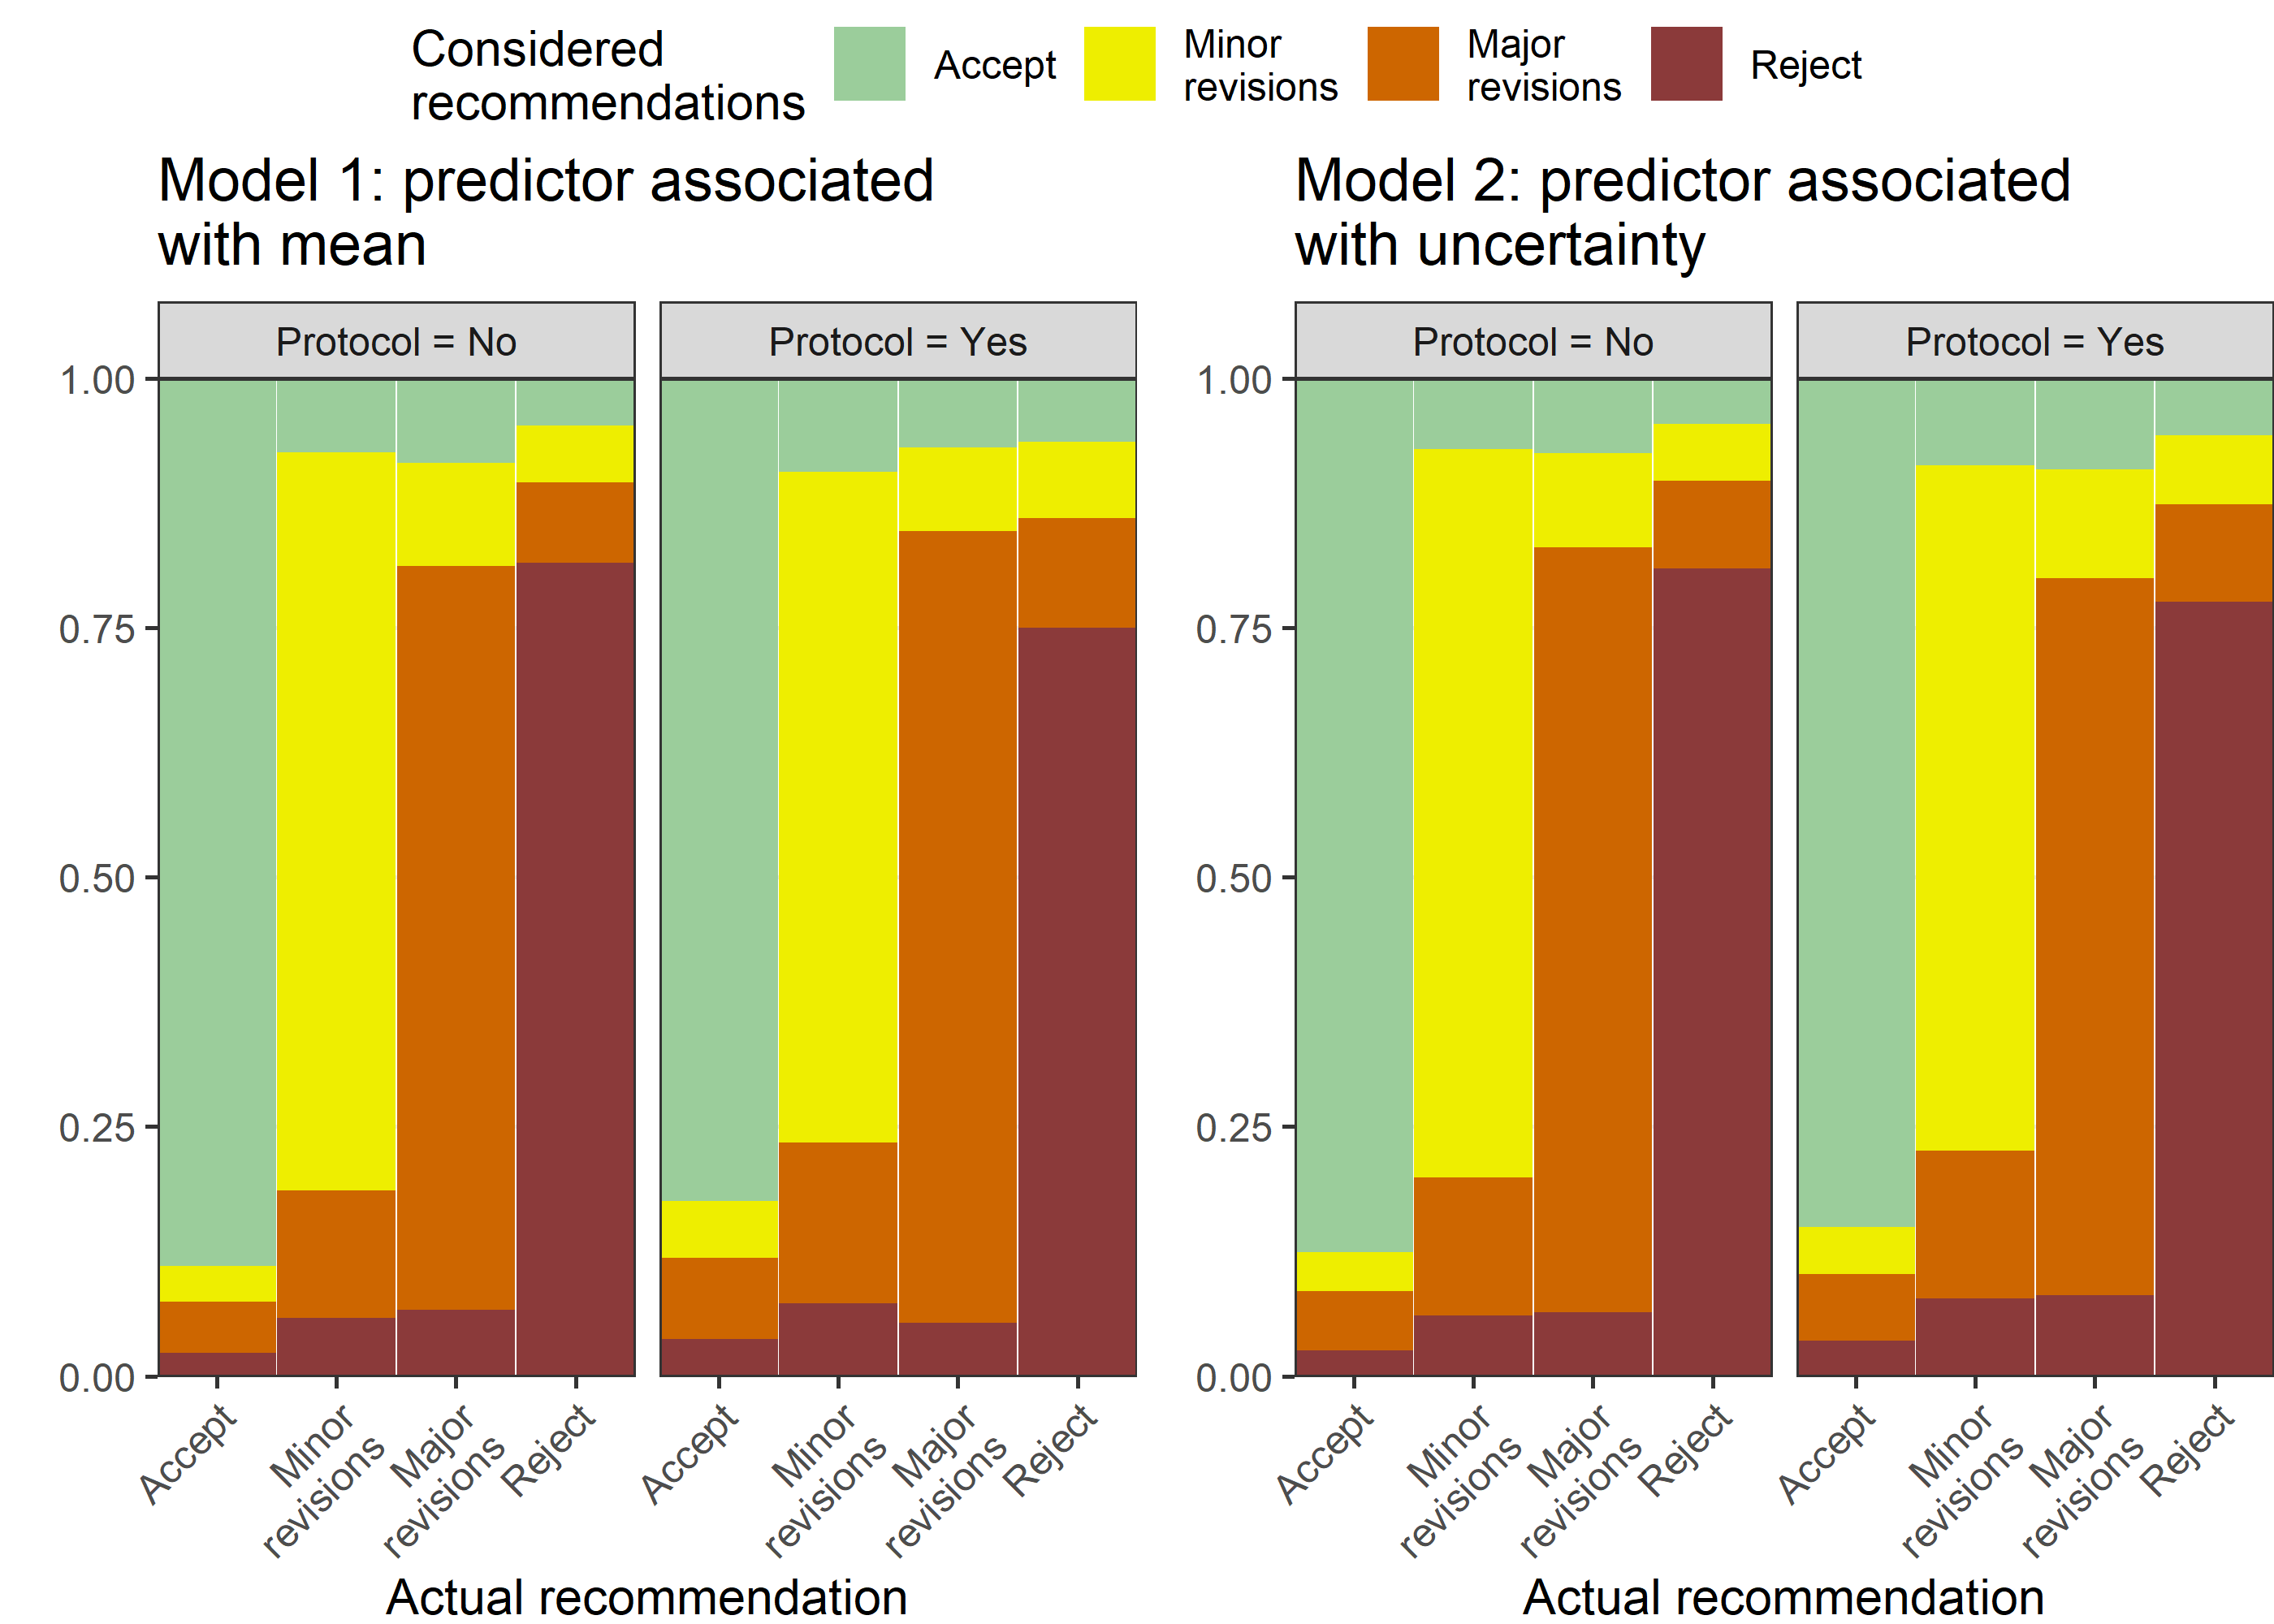 Considered
recommendations
Accept
Minor
revisions
Major
revisions
Reject
Model 1: predictor associated
with mean
Protocol = No
Protocol = Yes
1.00
0.75
0.50
0.25
0.00
Accept
Minor
revisions
Major
revisions
Reject
Accept
Minor
revisions
Major
revisions
Reject
Actual recommendation
Model 2: predictor associated
with uncertainty
Protocol = No
Protocol = Yes
1.00
0.75
0.50
0.25
0.00
Accept
Minor
revisions
Major
revisions
Reject
Accept
Minor
revisions
Major
revisions
Reject
Actual recommendation